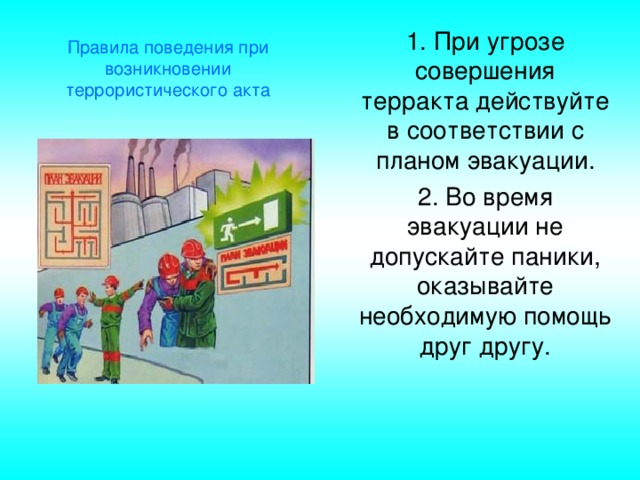 Правила поведения при
возникновении
террористического акта
ПЛАН ЭВАКУАЦИИ
ПЛАН ЭВАКУАЦИИ
1. При угрозе
совершения
терракта действуйте
в соответствии с
планом эвакуации.
2. Во время
эвакуации не
допускайте паники,
оказывайте
необходимую помощь
друг другу.